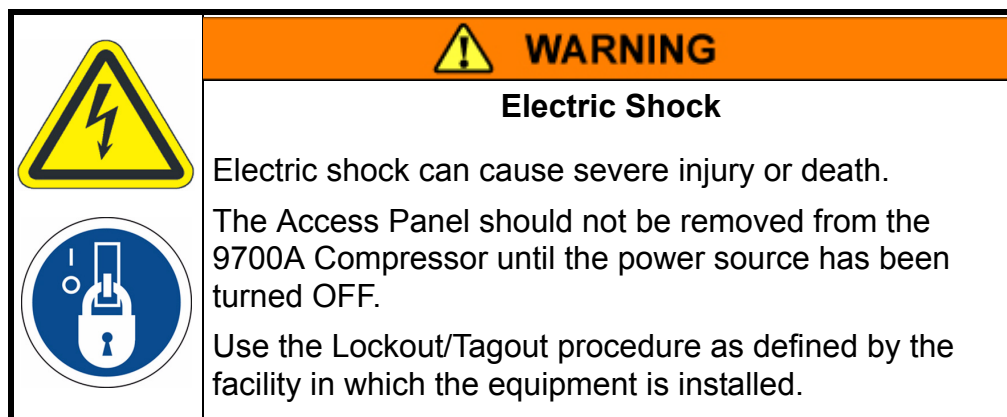 WARNING
Electric Shock
Electric shock can cause severe injury or death.
The Access Panel should not be removed from the
9700A Compressor until the power source has been
turned OFF.
Use the Lockout/Tagout procedure as defined by the
facility in which the equipment is installed.